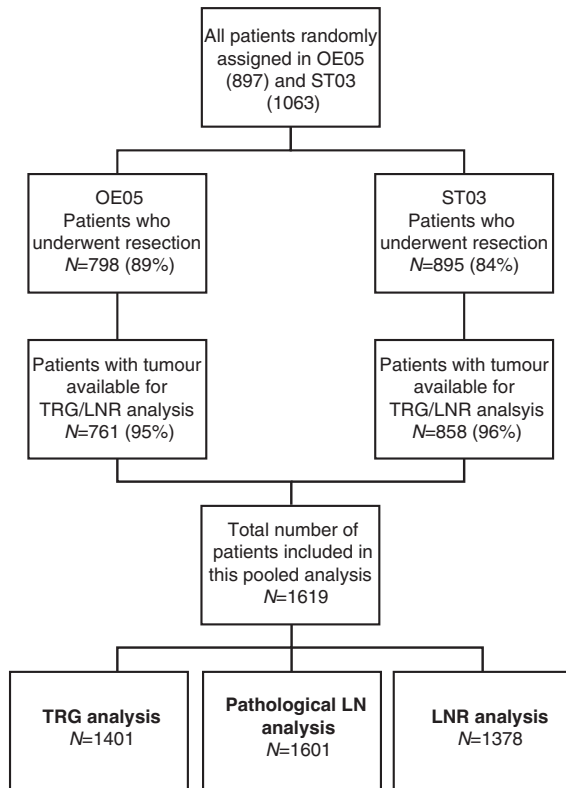 All patients randomly
assigned in OE05
(897) and ST03
(1063)
OE05
Patients who
underwent resection
N=798 (89%)
ST03
Patients who
underwent resection
N=895 (84%)
Patients with tumour
available for
TRG/LNR analysis
N=761 (95%)
Patients with tumour
available for
TRG/LNR analsyis
N=858 (96%)
Total number of
patients included in
this pooled analysis
N=1619
TRG analysis
N=1401
Pathological LN
analysis
N=1601
LNR analysis
N=1378